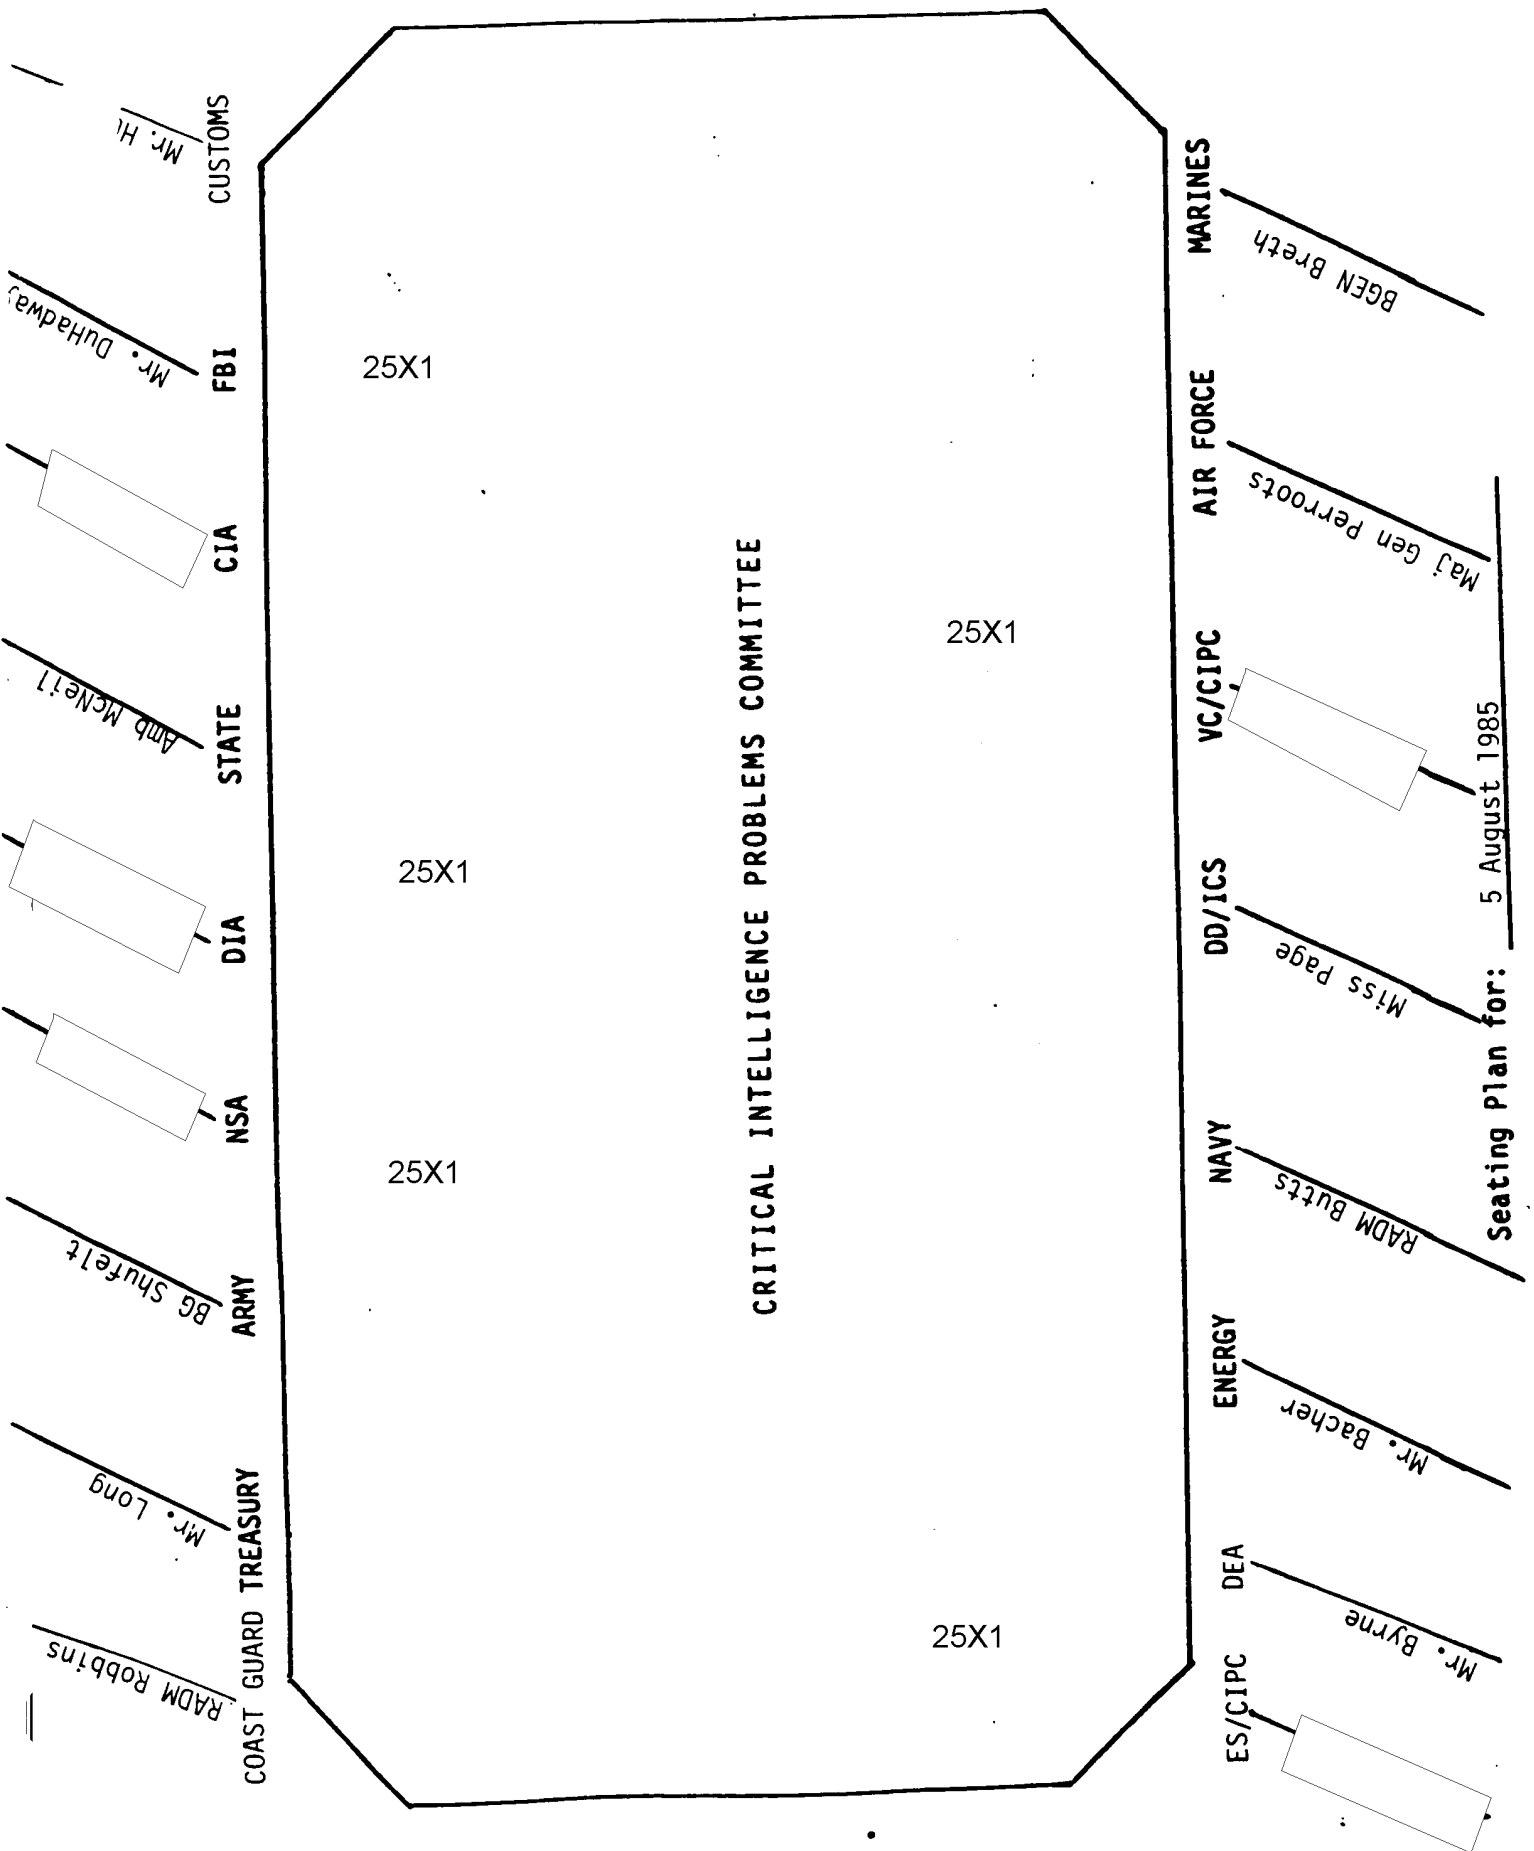 CUSTOMS
Mr.
FBI
Mr. DuHadway
CIA
STATE
Amb McNeil
DIA
NSA
ARMY
BG Shufelt
TREASURY
Mr. Long
COAST GUARD
RADM Robbins
25X1
25X1
25X1
CRITICAL INTELLIGENCE PROBLEMS COMMITTEE
25X1
25X1
MARINES
BGEN Breth
AIR FORCE
Maj Gen Perroots
VC/CIPC
DD/ICS
Miss Page
NAVY
RADM Butts
ENERGY
Mr. Bacher
DEA
Mr. Byrne
ES/CIPC
Seating Plan for: 5 August 1985